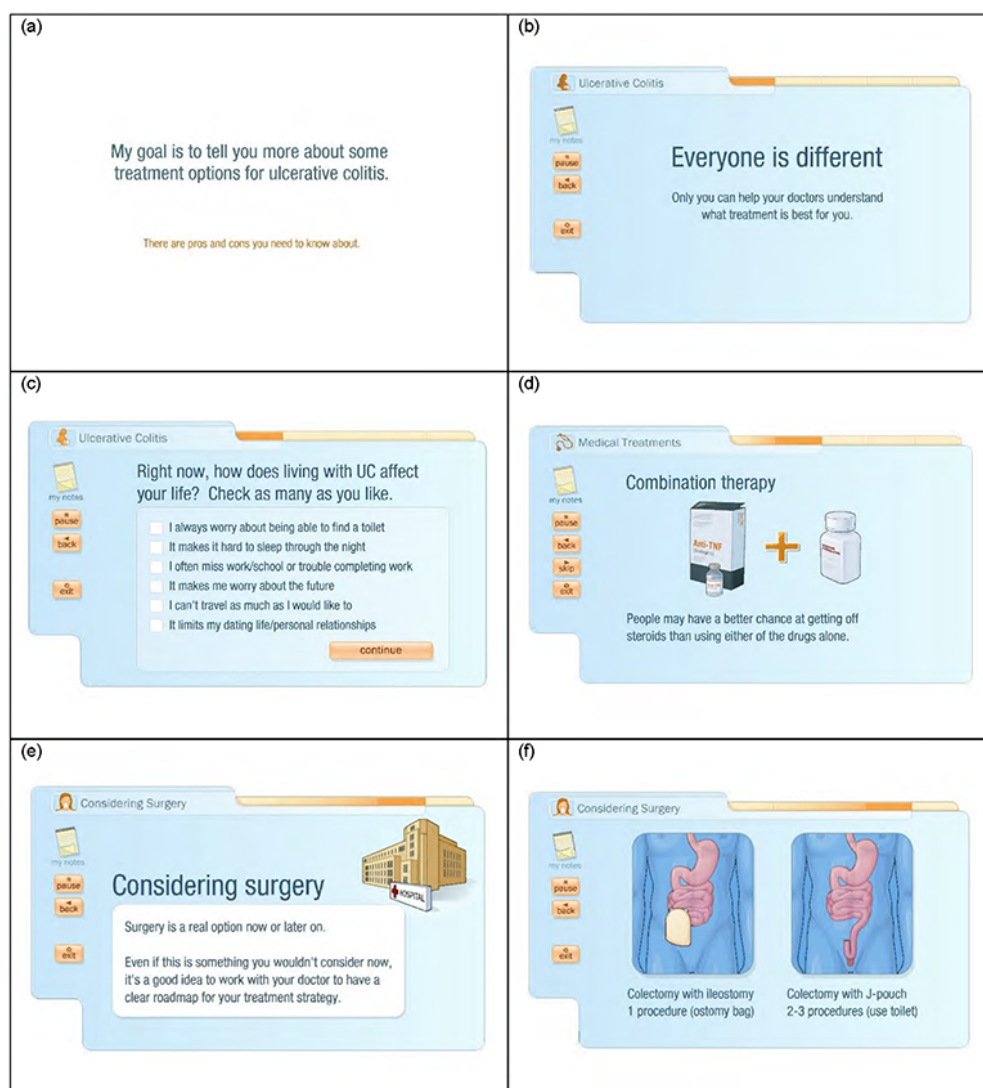 (a)
My goal is to tell you more about some
treatment options for ulcerative colitis.
There are pros and cons you need to know about.
(b)
Ulcerative Colitis
my notes
pause
back
exit
Everyone is different
Only you can help your doctors understand
what treatment is best for you.
(c)
Ulcerative Colitis
my notes
pause
back
exit
Right now, how does living with UC affect
your life? Check as many as you like.
I always worry about being able to find a toilet
It makes it hard to sleep through the night
I often miss work/school or trouble completing work
It makes me worry about the future
I can't travel as much as I would like to
It limits my dating life/personal relationships
continue
(d)
Medical Treatments
my notes
pause
back
skip
exit
Combination therapy
Anti-TNF
People may have a better chance at getting off
steroids than using either of the drugs alone.
(e)
Considering Surgery
my notes
pause
back
exit
HOSPITAL
Considering surgery
Surgery is a real option now or later on.
Even if this is something you wouldn't consider now,
it's a good idea to work with your doctor to have a
clear roadmap for your treatment strategy.
(f)
Considering Surgery
my notes
pause
back
exit
Colectomy with ileostomy
1 procedure (ostomy bag)
Colectomy with J-pouch
2-3 procedures (use toilet)